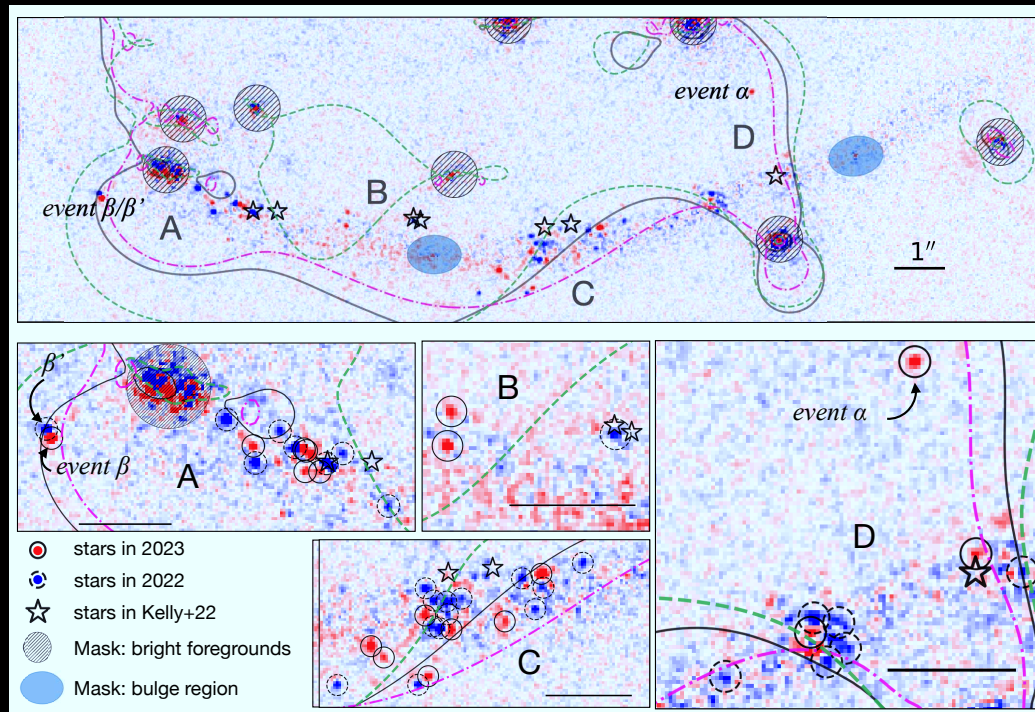 event α
D
B
event β/β’
A
1″
C
β’
event β
A
B
event α
D
C
stars in 2023
stars in 2022
stars in Kelly+22
Mask: bright foregrounds
Mask: bulge region